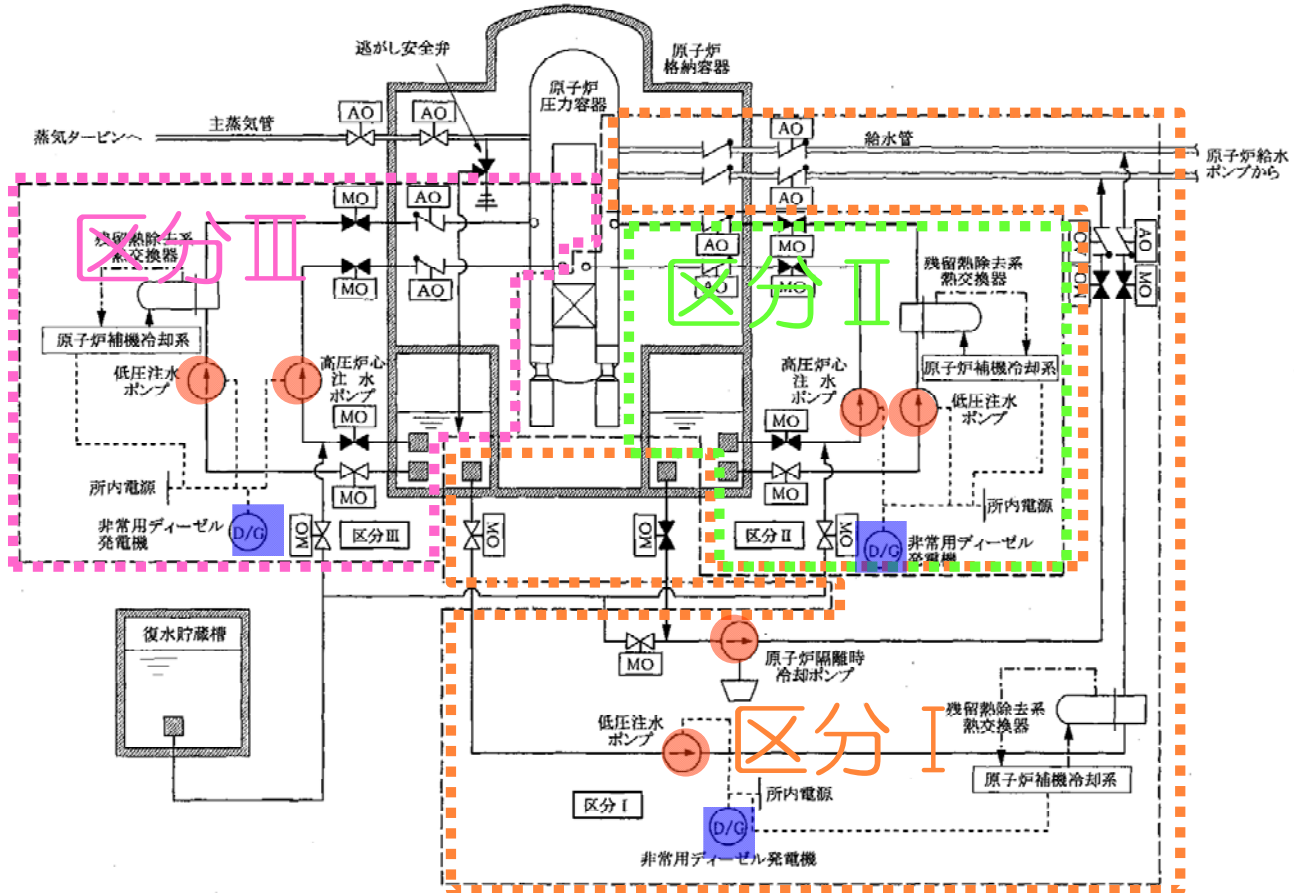 逃がし安全弁
原子炉
格納容器
原子炉
圧力容器
AO
AO
AO
主蒸気管
蒸気タービンへ
給水管
原子炉給水
ポンプから
AO
MO
AO
MO
AO
MO
AO
MO
AO
MO
AO
MO
AO
MO
区分Ⅲ
区分Ⅱ
残留熱除去系
熱交換器
残留熱除去系
熱交換器
原子炉補機冷却系
原子炉補機冷却系
低圧注水
ポンプ
高圧炉心
注水
ポンプ
高圧炉心
注水
ポンプ
低圧注水
ポンプ
MO
MO
MO
MO
所内電源
所内電源
非常用ディーゼル
発電機
D/G
MO
区分Ⅲ
MO
MO
区分Ⅱ
MO
D/G
非常用ディーゼル
発電機
復水貯蔵槽
MO
原子炉隔離時
冷却ポンプ
低圧注水
ポンプ
区分Ⅰ
残留熱除去系
熱交換器
原子炉補機冷却系
区分Ⅰ
所内電源
D/G
非常用ディーゼル発電機